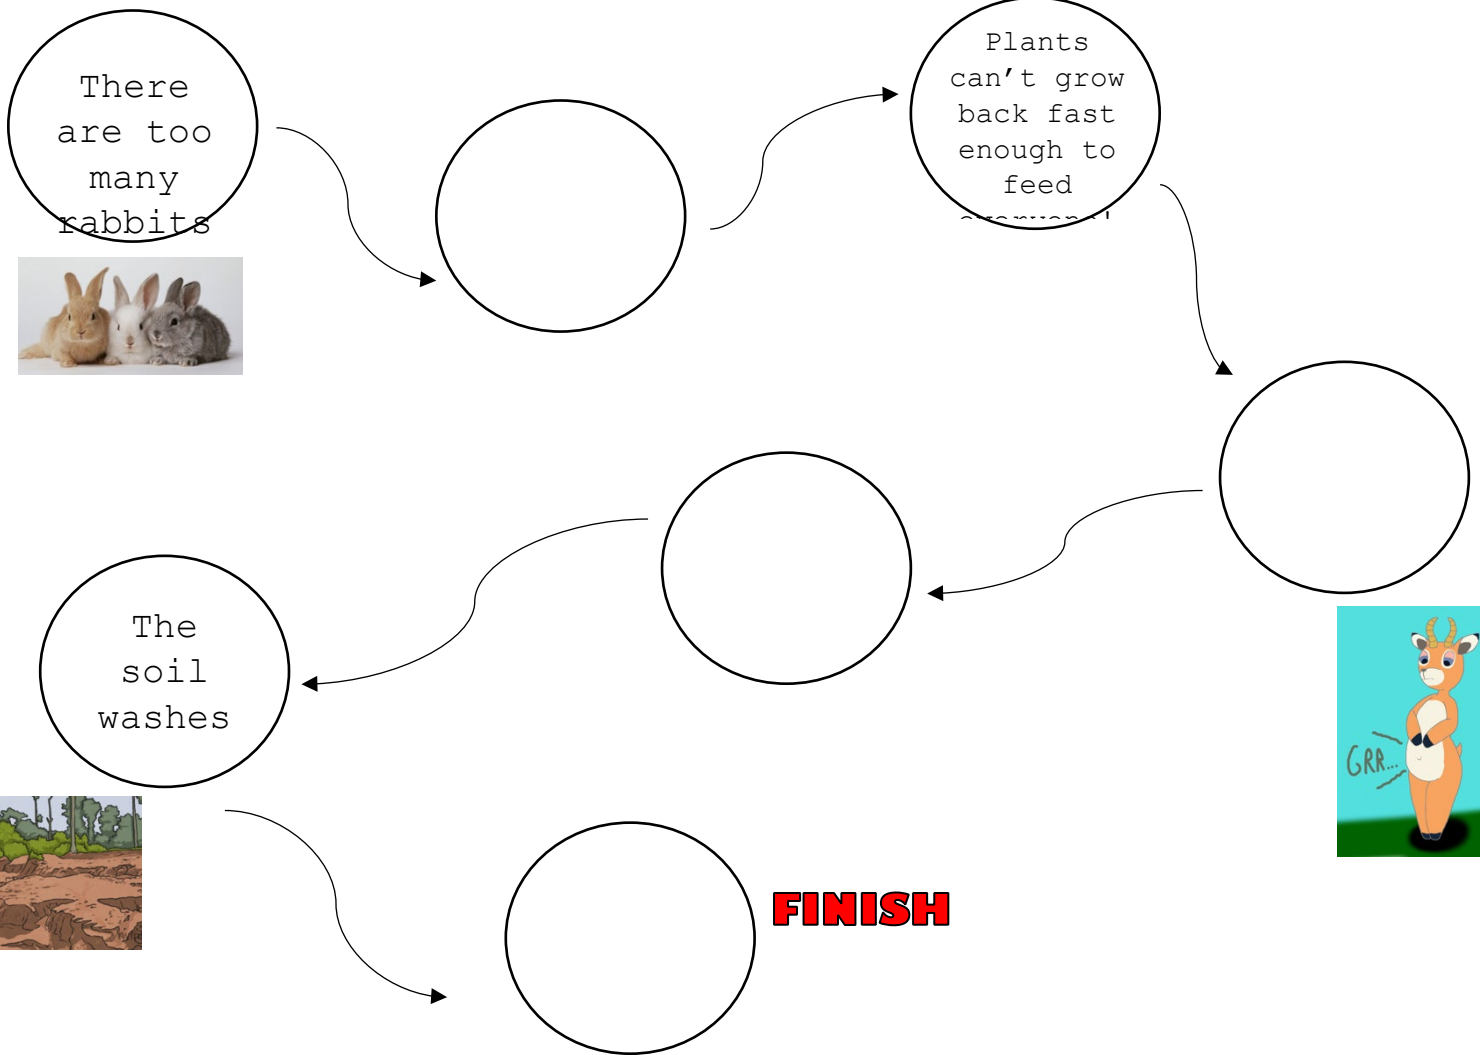 There
are too
many
rabbits
Plants
can’t grow
back fast
enough to
feed
The
soil
washes
GRR...
FINISH